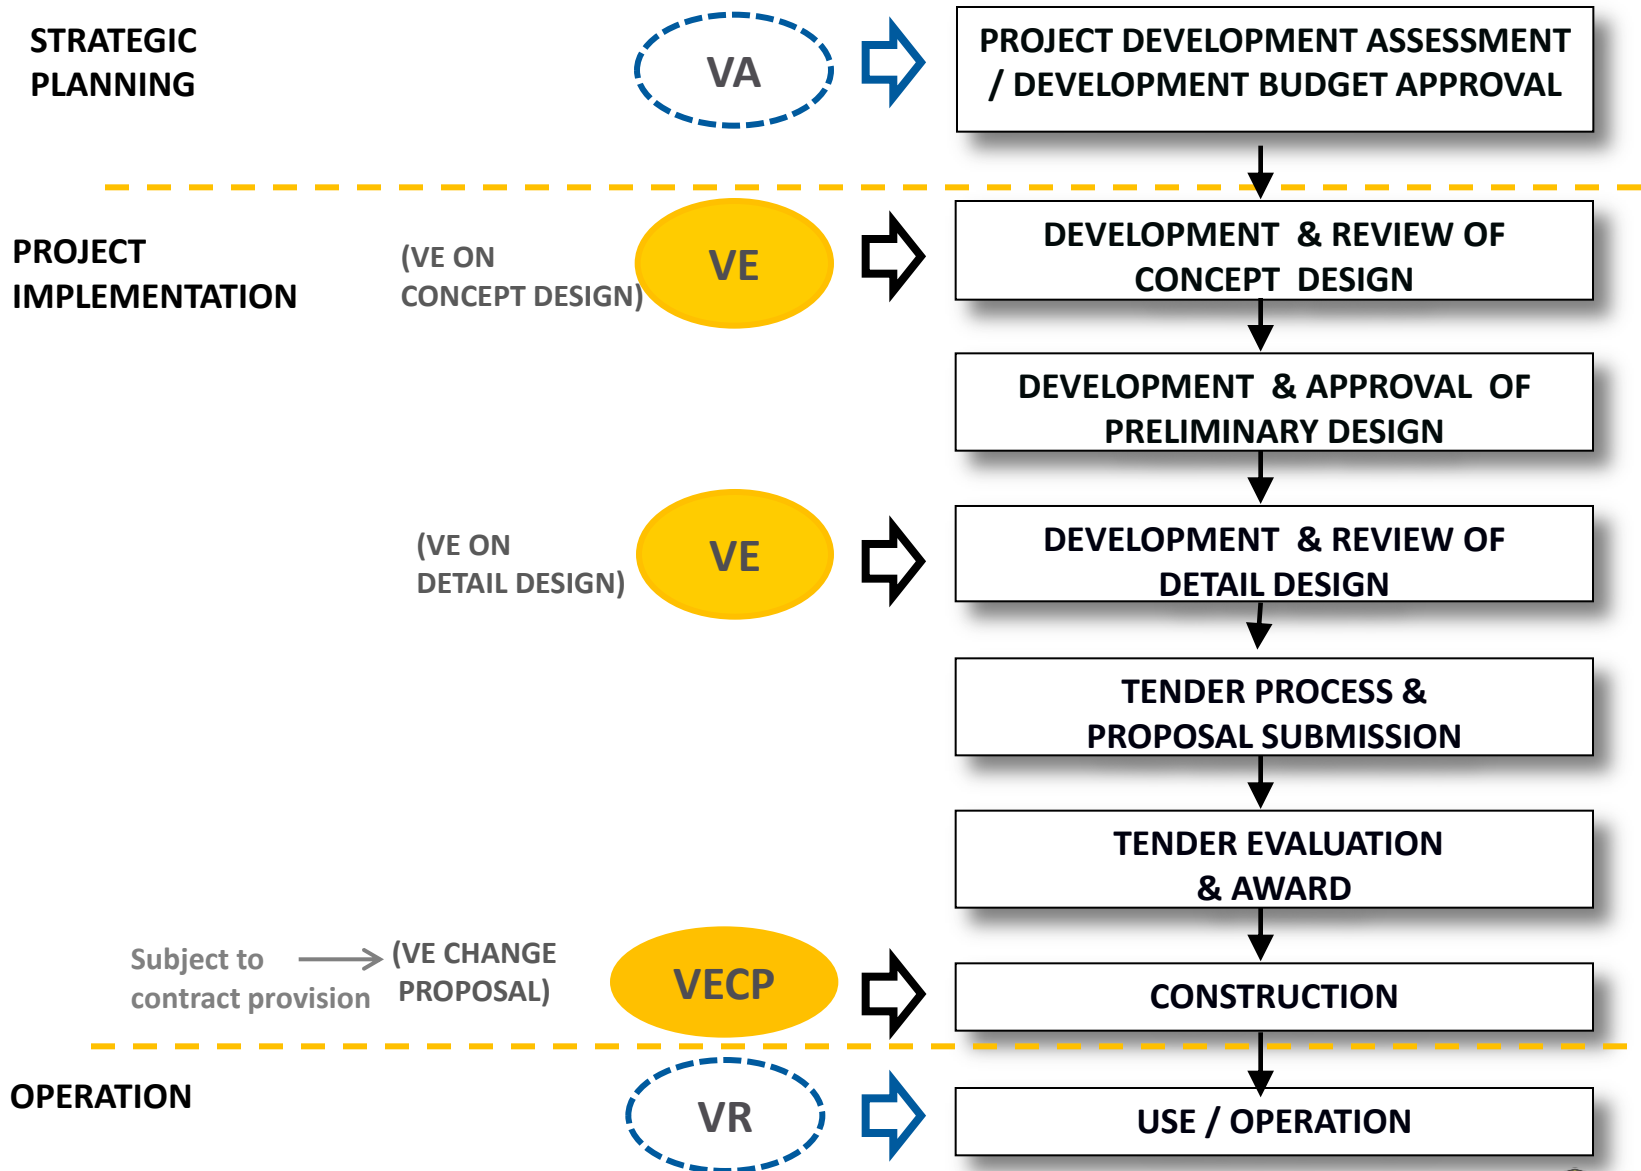 STRATEGIC
PLANNING
VA
PROJECT DEVELOPMENT ASSESSMENT
/ DEVELOPMENT BUDGET APPROVAL
PROJECT
IMPLEMENTATION
(VE ON
CONCEPT DESIGN)
VE
DEVELOPMENT & REVIEW OF
CONCEPT DESIGN
DEVELOPMENT & APPROVAL OF
PRELIMINARY DESIGN
(VE ON
DETAIL DESIGN)
VE
DEVELOPMENT & REVIEW OF
DETAIL DESIGN
TENDER PROCESS &
PROPOSAL SUBMISSION
TENDER EVALUATION
& AWARD
Subject to
contract provision
(VE CHANGE
PROPOSAL)
VECP
CONSTRUCTION
OPERATION
VR
USE / OPERATION